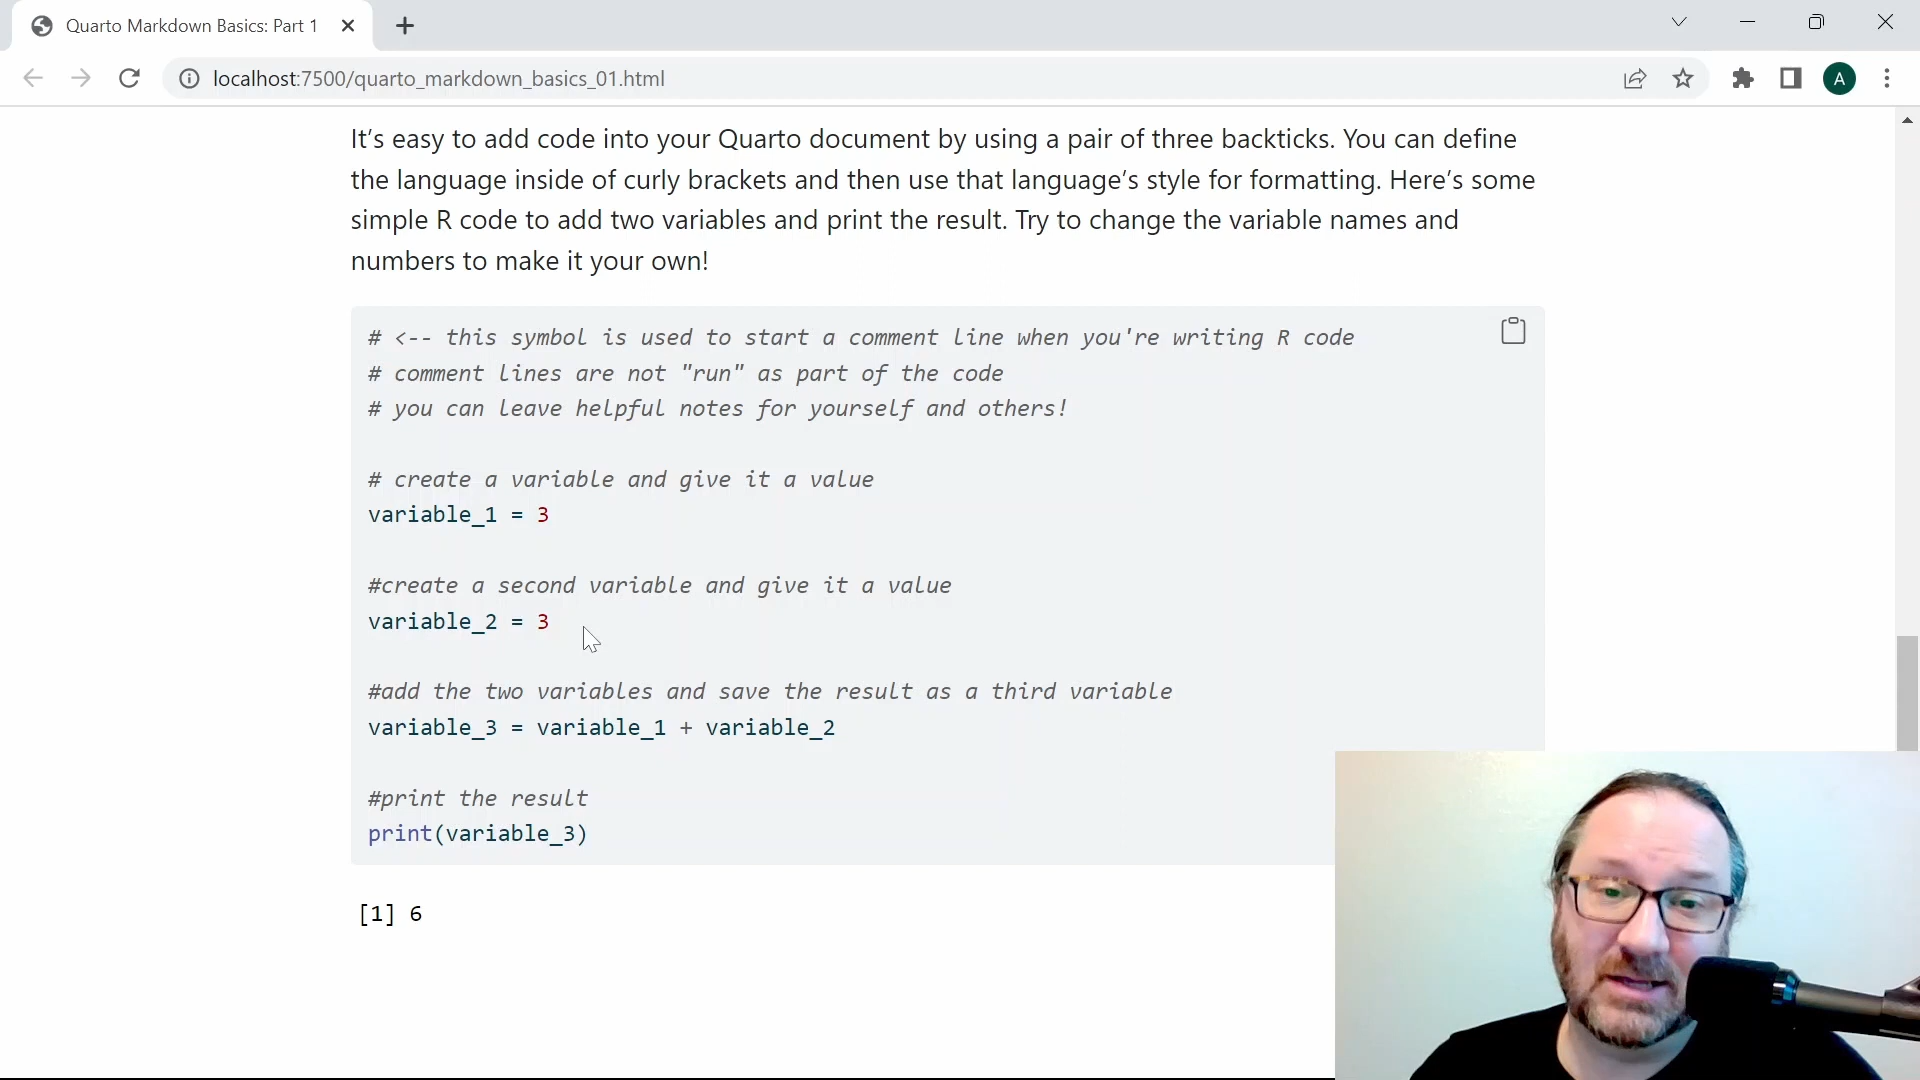 Quarto Markdown Basics: Part 1
localhost:7500/quarto_markdown_basics_01.html
A
It's easy to add code into your Quarto document by using a pair of three backticks. You can define
the language inside of curly brackets and then use that language's style for formatting. Here's some
simple R code to add two variables and print the result. Try to change the variable names and
numbers to make it your own!
# <-- this symbol is used to start a comment line when you're writing R code
# comment lines are not "run" as part of the code
# you can leave helpful notes for yourself and others!
# create a variable and give it a value
variable_1 = 3
#create a second variable and give it a value
variable_2 = 3
#add the two variables and save the result as a third variable
variable_3 = variable_1 + variable_2
#print the result
print(variable_3)
[1] 6